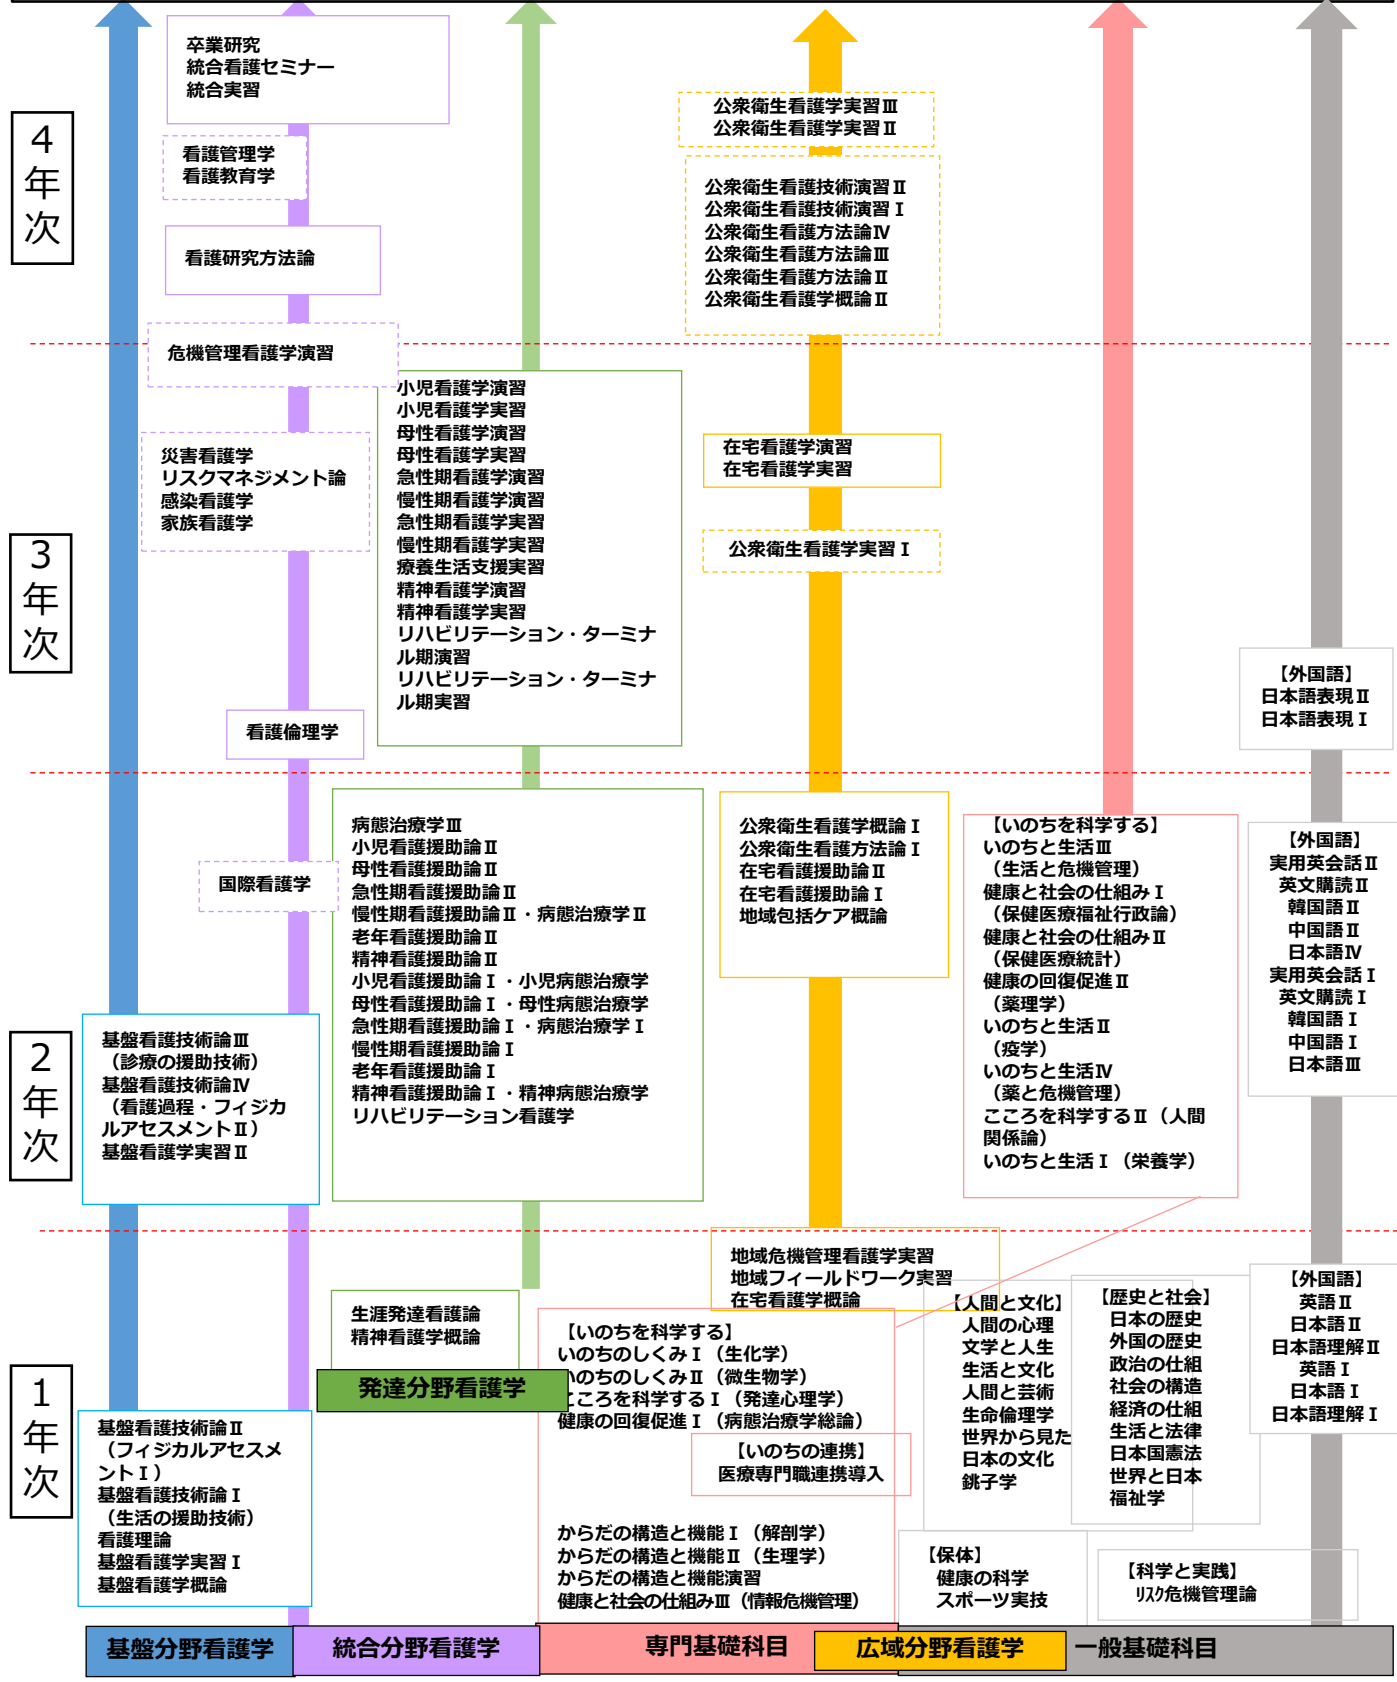 4
年
次
卒業研究
統合看護セミナー
統合実習
看護管理学
看護教育学
看護研究方法論
危機管理看護学演習
公衆衛生看護学実習Ⅲ
公衆衛生看護学実習Ⅱ
公衆衛生看護技術演習Ⅱ
公衆衛生看護技術演習Ⅰ
公衆衛生看護方法論Ⅳ
公衆衛生看護方法論Ⅲ
公衆衛生看護方法論Ⅱ
公衆衛生看護学概論Ⅱ
3
年
次
災害看護学
リスクマネジメント論
感染看護学
家族看護学
看護倫理学
小児看護学演習
小児看護学実習
母性看護学演習
母性看護学実習
急性期看護学演習
慢性期看護学演習
急性期看護学実習
慢性期看護学実習
療養生活支援実習
精神看護学演習
精神看護学実習
リハビリテーション・ターミナ
ル期演習
リハビリテーション・ターミナ
ル期実習
在宅看護学演習
在宅看護学実習
公衆衛生看護学実習Ⅰ
【外国語】
日本語表現Ⅱ
日本語表現Ⅰ
2
年
次
国際看護学
基盤看護技術論Ⅲ
（診療の援助技術）
基盤看護技術論Ⅳ
（看護過程・フィジカ
ルアセスメントⅡ）
基盤看護学実習Ⅱ
病態治療学Ⅲ
小児看護援助論Ⅱ
母性看護援助論Ⅱ
急性期看護援助論Ⅱ
慢性期看護援助論Ⅱ・病態治療学Ⅱ
老年看護援助論Ⅱ
精神看護援助論Ⅱ
小児看護援助論Ⅰ・小児病態治療学
母性看護援助論Ⅰ・母性病態治療学
急性期看護援助論Ⅰ・病態治療学Ⅰ
慢性期看護援助論Ⅰ
老年看護援助論Ⅰ
精神看護援助論Ⅰ・精神病態治療学
リハビリテーション看護学
公衆衛生看護学概論Ⅰ
公衆衛生看護方法論Ⅰ
在宅看護援助論Ⅱ
在宅看護援助論Ⅰ
地域包括ケア概論
【いのちを科学する】
いのちと生活Ⅲ
（生活と危機管理）
健康と社会の仕組みⅠ
（保健医療福祉行政論）
健康と社会の仕組みⅡ
（保健医療統計）
健康の回復促進Ⅱ
（薬理学）
いのちと生活Ⅱ
（疫学）
いのちと生活Ⅳ
（薬と危機管理）
こころを科学するⅡ（人間
関係論）
いのちと生活Ⅰ（栄養学）
【外国語】
実用英会話Ⅱ
英文購読Ⅱ
韓国語Ⅱ
中国語Ⅱ
日本語Ⅳ
実用英会話Ⅰ
英文購読Ⅰ
韓国語Ⅰ
中国語Ⅰ
日本語Ⅲ
1
年
次
基盤看護技術論Ⅱ
（フィジカルアセスメ
ントⅠ）
基盤看護技術論Ⅰ
（生活の援助技術）
看護理論
基盤看護学実習Ⅰ
基盤看護学概論
生涯発達看護論
精神看護学概論
発達分野看護学
地域危機管理看護学実習
地域フィールドワーク実習
在宅看護学概論
【いのちを科学する】
いのちのしくみⅠ（生化学）
いのちのしくみⅡ（微生物学）
こころを科学するⅠ（発達心理学）
健康の回復促進Ⅰ（病態治療学総論）
【いのちの連携】
医療専門職連携導入
からだの構造と機能Ⅰ（解剖学）
からだの構造と機能Ⅱ（生理学）
からだの構造と機能演習
健康と社会の仕組みⅢ（情報危機管理）
【人間と文化】
人間の心理
文学と人生
生活と文化
人間と芸術
生命倫理学
世界から見た
日本の文化
銚子学
【歴史と社会】
日本の歴史
外国の歴史
政治の仕組
社会の構造
経済の仕組
生活と法律
日本国憲法
世界と日本
福祉学
【外国語】
英語Ⅱ
日本語Ⅱ
日本語理解Ⅱ
英語Ⅰ
日本語Ⅰ
日本語理解Ⅰ
【保体】
健康の科学
スポーツ実技
【科学と実践】
リスク危機管理論
基盤分野看護学
統合分野看護学
専門基礎科目
広域分野看護学
一般基礎科目